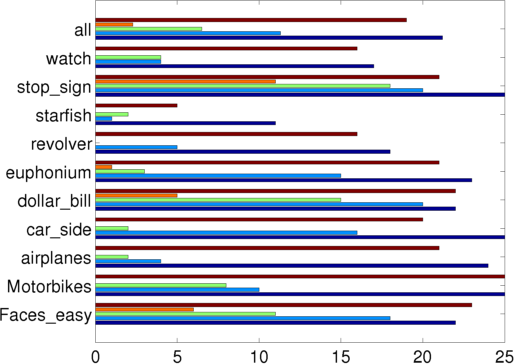 all
watch
stop_sign
starfish
revolver
euphonium
dollar_bill
car_side
airplanes
Motorbikes
Faces_easy
0 5 10 15 20 25